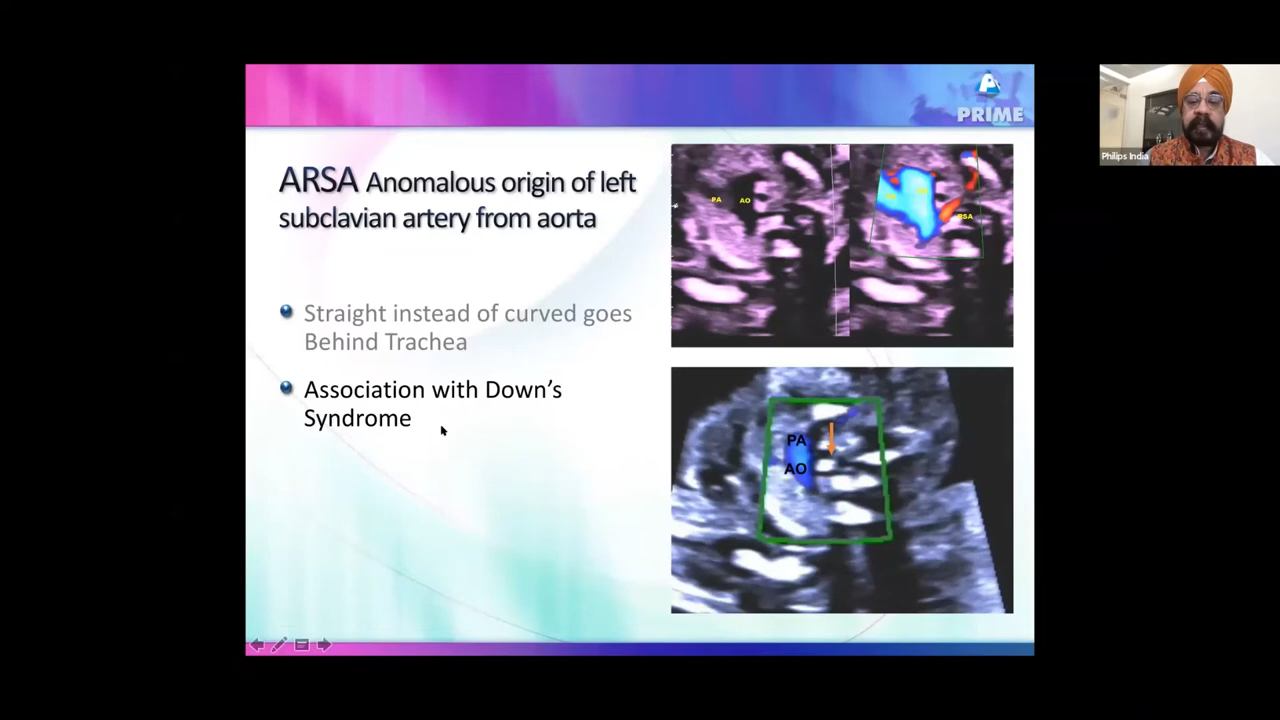 PRIME
ARSA Anomalous origin of left
subclavian artery from aorta
Straight instead of curved goes
Behind Trachea
Association with Down’s
Syndrome
PA AO
RSA
PA
AO
Philips India